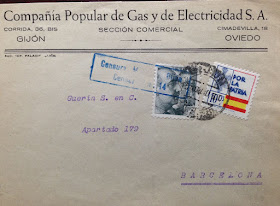 Compañía Popular de Gas y de Electricidad S. A.
CORRIDA, 36, BIS
SECCIÓN COMERCIAL
CIMADEVILLA, 16
GIJÓN
OVIEDO
Censura
Guerin S. en C.
Apartado 172
POR LA PATRIA
BARCELONA